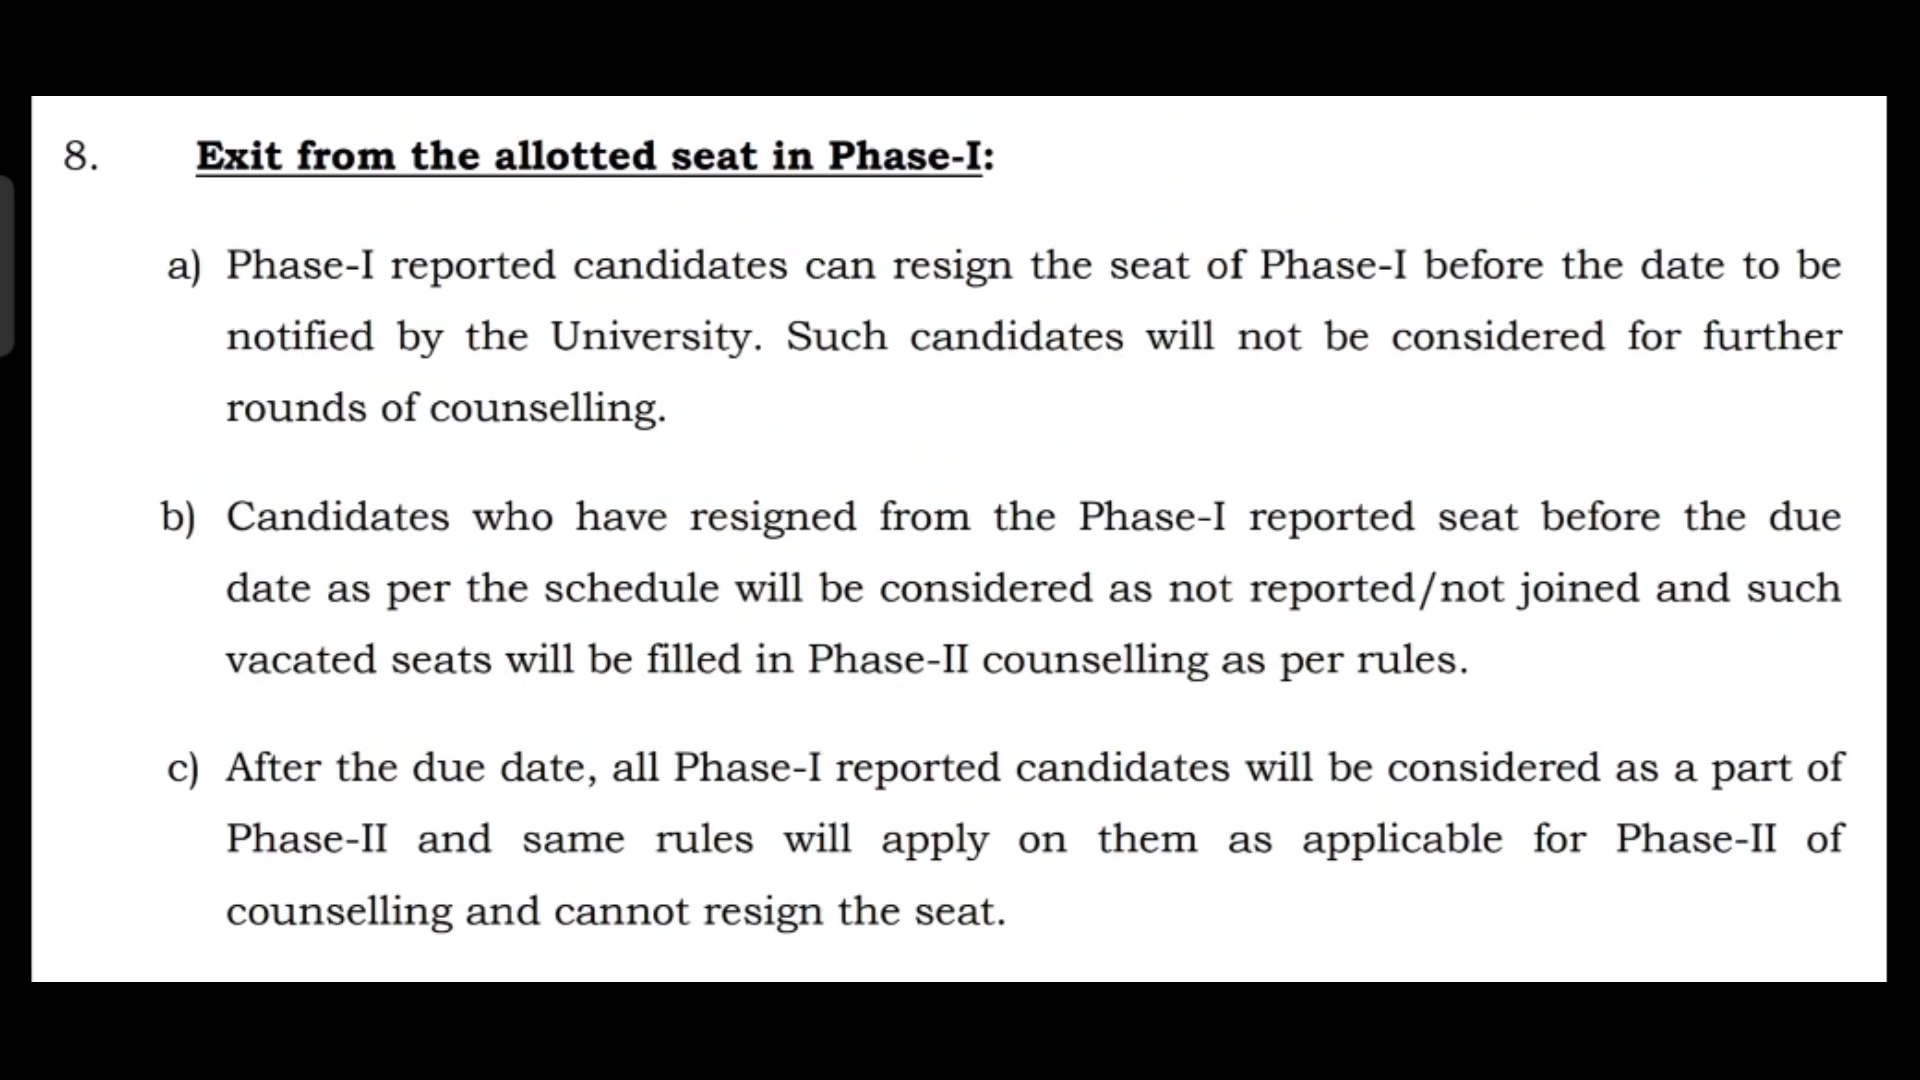 8. Exit from the allotted seat in Phase-I:
a) Phase-I reported candidates can resign the seat of Phase-I before the date to be
notified by the University. Such candidates will not be considered for further
rounds of counselling.
b) Candidates who have resigned from the Phase-I reported seat before the due
date as per the schedule will be considered as not reported/not joined and such
vacated seats will be filled in Phase-II counselling as per rules.
c) After the due date, all Phase-I reported candidates will be considered as a part of
Phase-II and same rules will apply on them as applicable for Phase-II of
counselling and cannot resign the seat.